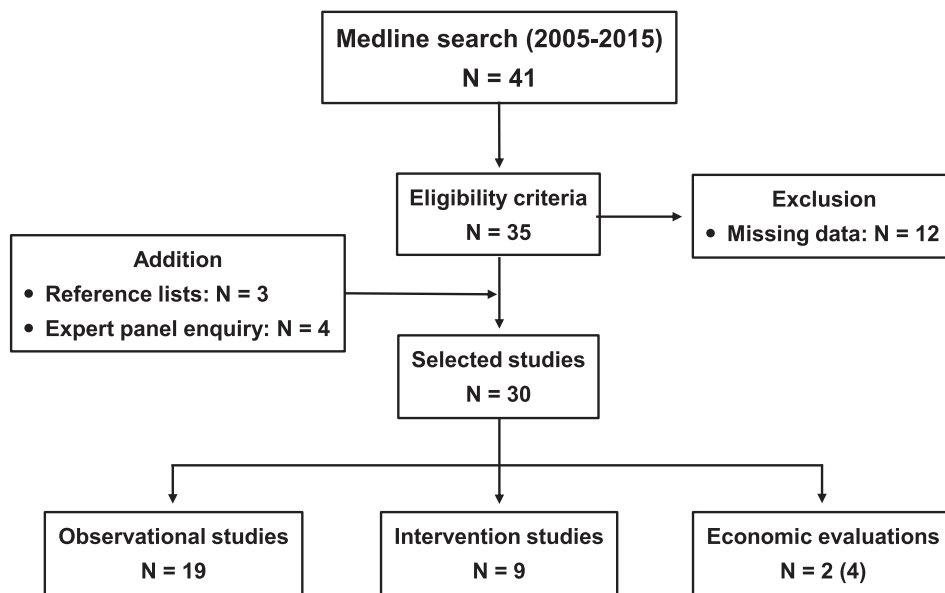 Medline search (2005-2015)
N = 41
Eligibility criteria
N = 35
Exclusion
• Missing data: N = 12
Addition
• Reference lists: N = 3
• Expert panel enquiry: N = 4
Selected studies
N = 30
Observational studies
N = 19
Intervention studies
N = 9
Economic evaluations
N = 2 (4)